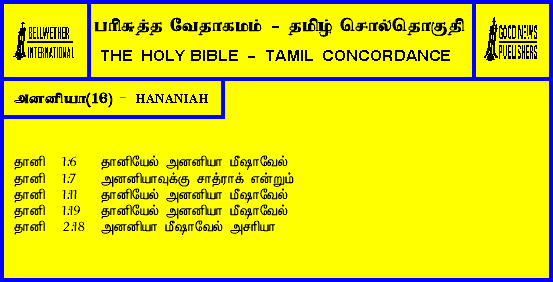 BELLWETHER INTERNATIONAL
பரிசுத்த வேதாகமம் - தமிழ் சொல்தொகுதி
THE HOLY BIBLE - TAMIL CONCORDANCE
GOOD NEWS PUBLISHERS
அனனியா(16) - HANANIAH
தானி 1:6 தானியேல் அனனியா மீஷாவேல்
தானி 1:7 அனனியாவுக்கு சாத்ராக் என்றும்
தானி 1:11 தானியேல் அனனியா மீஷாவேல்
தானி 1:19 தானியேல் அனனியா மீஷாவேல்
தானி 2:18 அனனியா மீஷாவேல் அசரியா